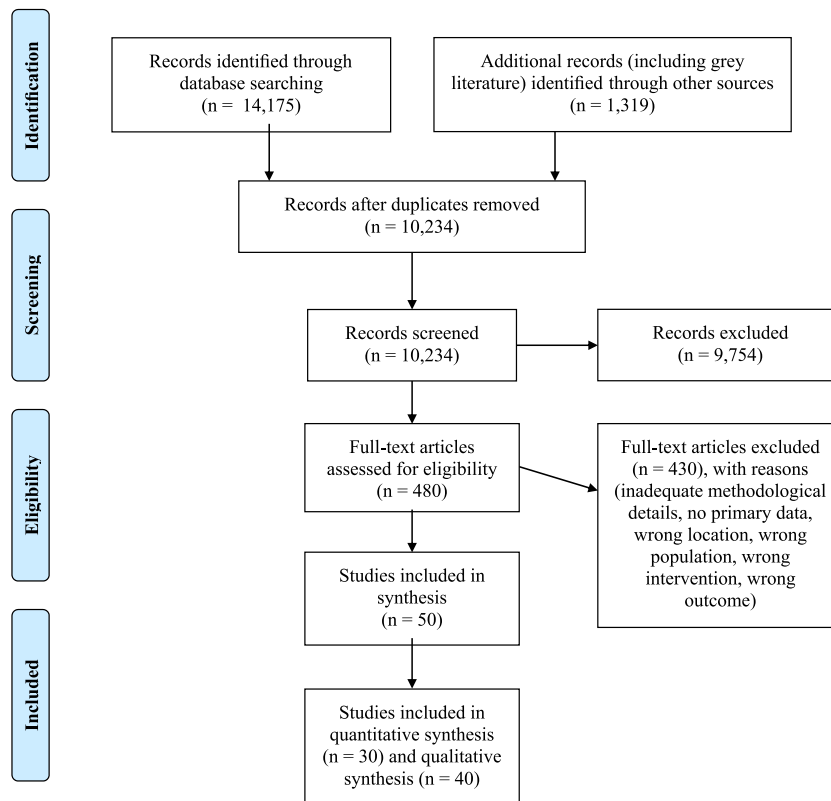 Identification
Records identified through
database searching
(n = 14,175)
Additional records (including grey
literature) identified through other sources
(n = 1,319)
Records after duplicates removed
(n = 10,234)
Screening
Records screened
(n = 10,234)
Records excluded
(n = 9,754)
Eligibility
Full-text articles
assessed for eligibility
(n = 480)
Full-text articles excluded
(n = 430), with reasons
(inadequate methodological
details, no primary data,
wrong location, wrong
population, wrong
intervention, wrong
outcome)
Studies included in
synthesis
(n = 50)
Included
Studies included in
quantitative synthesis
(n = 30) and qualitative
synthesis (n = 40)